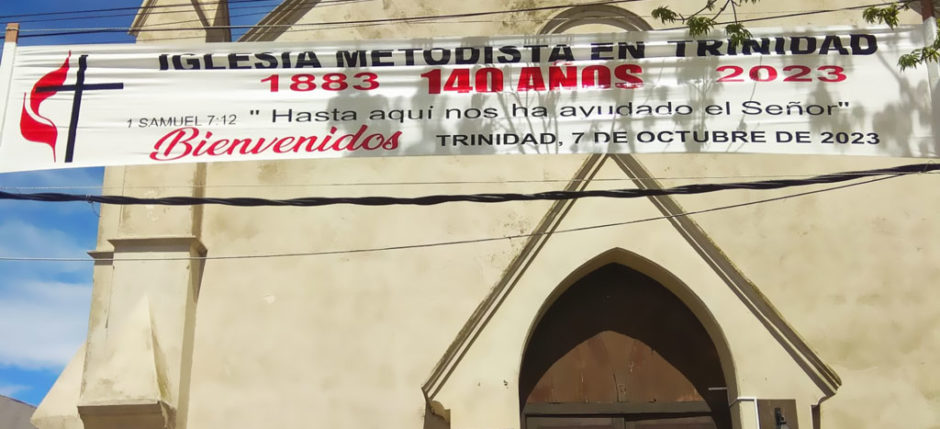 IGLESIA METODISTA EN TRINIDAD
1883 140 AÑOS 2023
1 SAMUEL 7:12 " Hasta aquí nos ha ayudado el Señor"
Bienvenidos TRINIDAD, 7 DE OCTUBRE DE 2023